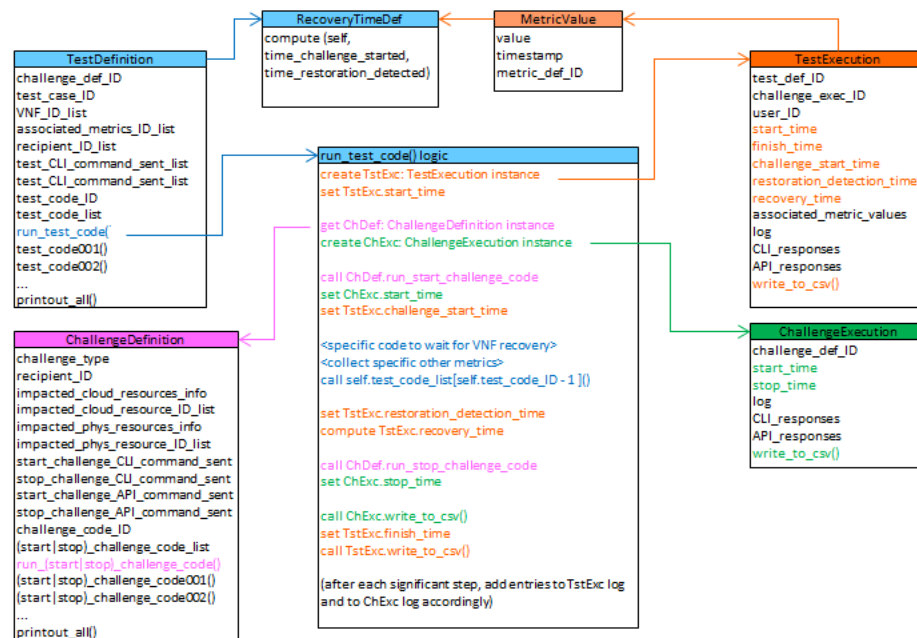 RecoveryTimeDef
compute (self,
time_challenge_started,
time_restoration_detected)
MetricValue
value
timestamp
metric_def_ID
TestDefinition
challenge_def_ID
test_case_ID
VNF_ID_list
associated_metrics_ID_list
recipient_ID_list
test_CLI_command_sent_list
test_CLI_command_sent_list
test_code_ID
test_code_list
run_test_code(
test_code001()
test_code002()
...
printout_all()
TestExecution
test_def_ID
challenge_exec_ID
user_ID
start_time
finish_time
challenge_start_time
restoration_detection_time
recovery_time
associated_metric_values
log
CLI_responses
API_responses
write_to_csv()
run_test_code() logic
create TstExc: TestExecution instance
set TstExc.start_time
get ChDef: ChallengeDefinition instance
create ChExc: ChallengeExecution instance
call ChDef.run_start_challenge_code
set ChExc.start_time
set TstExc.challenge_start_time
<specific code to wait for VNF recovery>
<collect specific other metrics>
call self.test_code_list[self.test_code_ID - 1 ]()
set TstExc.restoration_detection_time
compute TstExc.recovery_time
call ChDef.run_stop_challenge_code
set ChExc.stop_time
call ChExc.write_to_csv()
set TstExc.finish_time
call TstExc.write_to_csv()
(after each significant step, add entries to TstExc log
and to ChExc log accordingly)
ChallengeDefinition
challenge_type
recipient_ID
impacted_cloud_resources_info
impacted_cloud_resource_ID_list
impacted_phys_resources_info
impacted_phys_resource_ID_list
start_challenge_CLI_command_sent
stop_challenge_CLI_command_sent
start_challenge_API_command_sent
stop_challenge_API_command_sent
challenge_code_ID
(start|stop)_challenge_code_list
run_(start|stop)_challenge_code()
(start|stop)_challenge_code001()
(start|stop)_challenge_code002()
...
printout_all()
ChallengeExecution
challenge_def_ID
start_time
stop_time
log
CLI_responses
API_responses
write_to_csv()